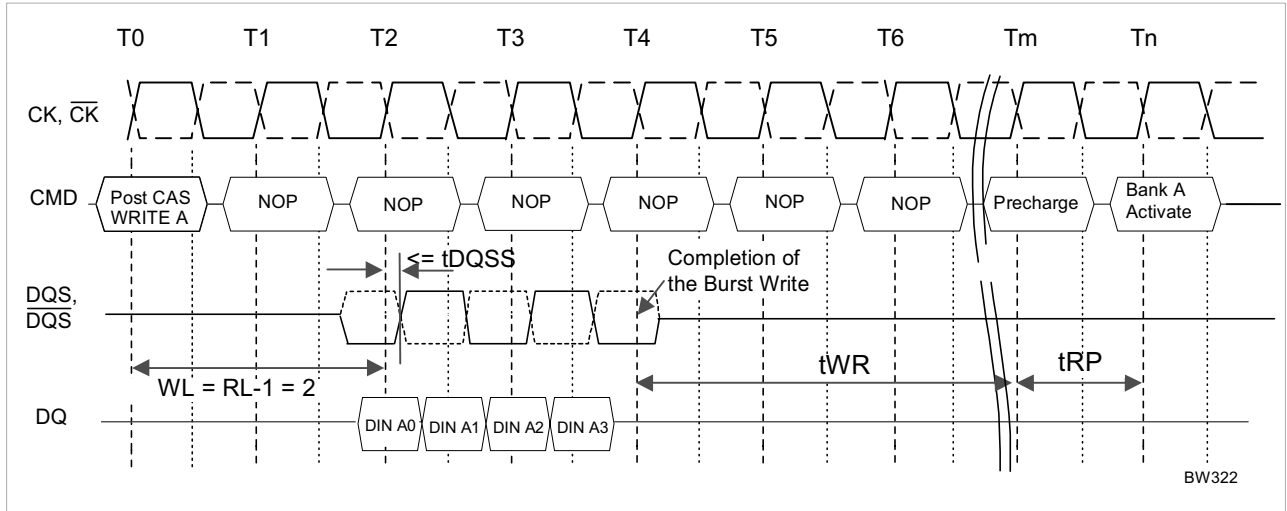 T0 T1 T2 T3 T4 T5 T6 Tm Tn
CK, C̅K̅
CMD
Post CAS
WRITE A
NOP
NOP
NOP
NOP
NOP
NOP
Precharge
Bank A
Activate
<= tDQSS
Completion of
the Burst Write
DQS,
D̅Q̅S̅
WL = RL-1 = 2
tWR
tRP
DQ
DIN A0
DIN A1
DIN A2
DIN A3
BW322